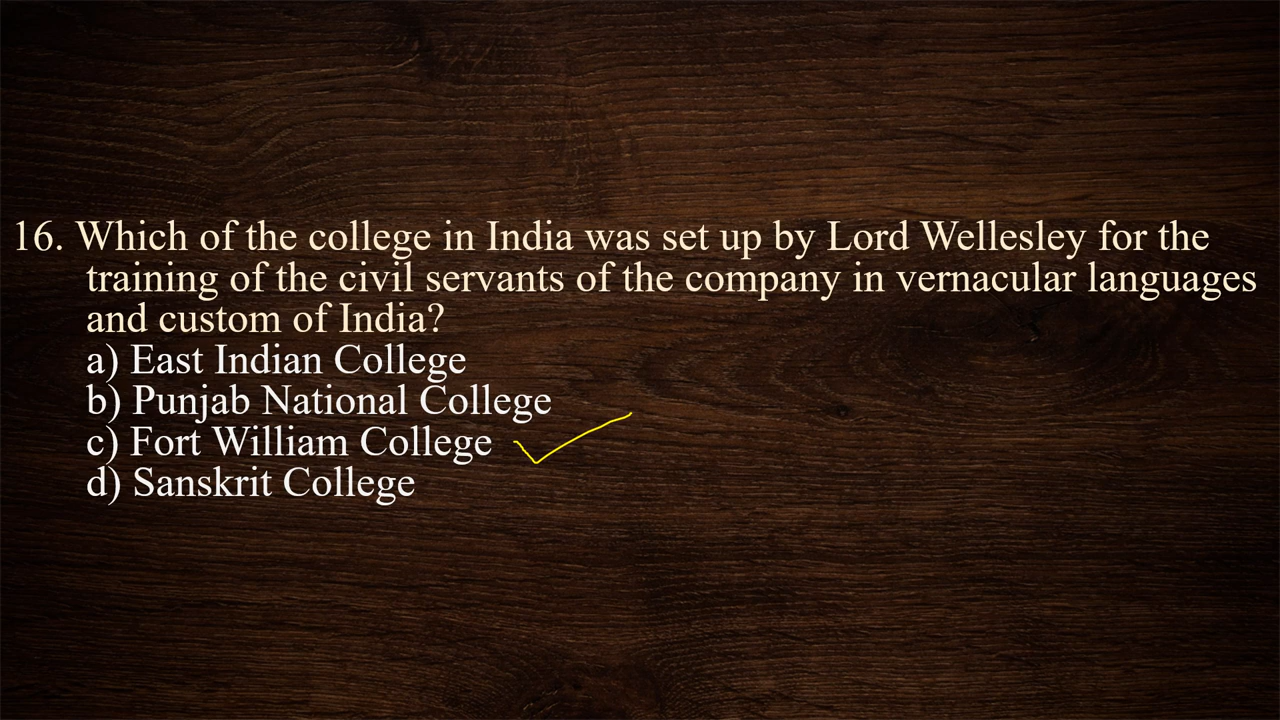 16. Which of the college in India was set up by Lord Wellesley for the
training of the civil servants of the company in vernacular languages
and custom of India?
a) East Indian College
b) Punjab National College
c) Fort William College
d) Sanskrit College